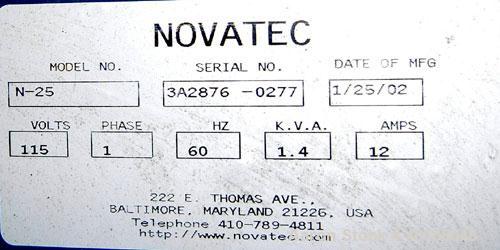 NOVATEC
MODEL NO. SERIAL NO. DATE OF MFG
N-25 3A2876 -0277 1/25/02
VOLTS PHASE HZ K.V.A. AMPS
115 1 60 1.4 12
222 E. THOMAS AVE.,
BALTIMORE, MARYLAND 21226, USA
Telephone 410-789-4811
http://www.novatec.com